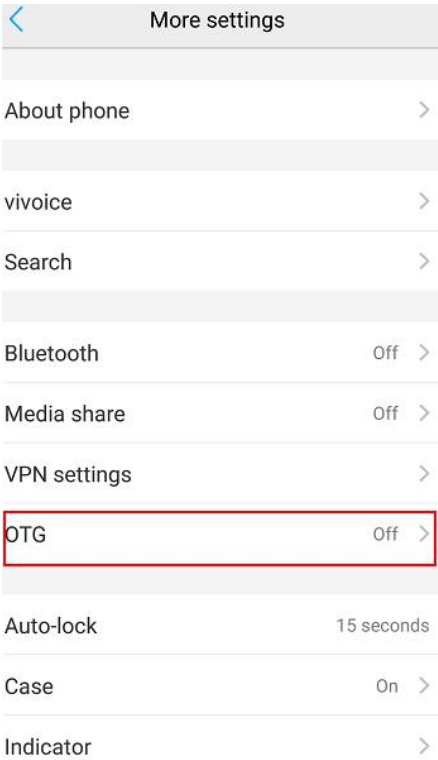 More settings
About phone
vivoice
Search
Bluetooth Off
Media share Off
VPN settings
OTG Off
Auto-lock 15 seconds
Case On
Indicator